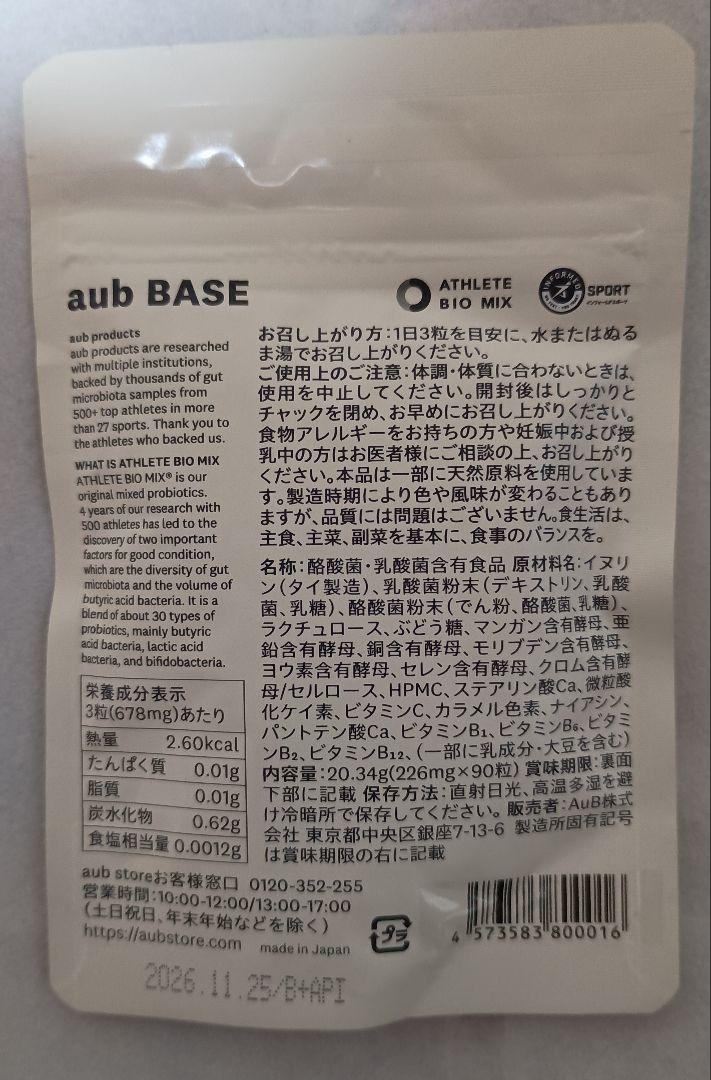 aub BASE
ATHLETE
BIO MIX
INFORMED
SPORT
aub products
aub products are researched
with multiple institutions,
backed by thousands of gut
microbiota samples from
500+ top athletes in more
than 27 sports. Thank you to
the athletes who backed us.
WHAT IS ATHLETE BIO MIX
ATHLETE BIO MIX® is our
original mixed probiotics.
4 years of our research with
500 athletes has led to the
discovery of two important
factors for good condition,
which are the diversity of gut
microbiota and the volume of
butyric acid bacteria. It is a
blend of about 30 types of
probiotics, mainly butyric
acid bacteria, lactic acid
bacteria, and bifidobacteria.
栄養成分表示
3粒(678mg)あたり
熱量 2.60kcal
たんぱく質 0.01g
脂質 0.01g
炭水化物 0.62g
食塩相当量 0.0012g
お召し上がり方:1日3粒を目安に、水またはぬる
ま湯でお召し上がりください。
ご使用上のご注意:体調・体質に合わないときは、
使用を中止してください。開封後はしっかりと
チャックを閉め、お早めにお召し上がりください。
食物アレルギーをお持ちの方や妊娠中および授
乳中の方はお医者様にご相談の上、お召し上がり
ください。本品は一部に天然原料を使用していま
す。製造時期により色や風味が変わることもあり
ますが、品質には問題はございません。食生活は、
主食、主菜、副菜を基本に、食事のバランスを。
名称:酪酸菌・乳酸菌含有食品 原材料名:イヌリ
ン(タイ製造)、乳酸菌粉末(デキストリン、乳酸
菌、乳糖)、酪酸菌粉末(でん粉、酪酸菌、乳糖)、
ラクチュロース、ぶどう糖、マンガン含有酵母、亜
鉛含有酵母、銅含有酵母、モリブデン含有酵母、
ヨウ素含有酵母、セレン含有酵母、クロム含有酵
母/セルロース、HPMC、ステアリン酸Ca、微粒酸
化ケイ素、ビタミンC、カラメル色素、ナイアシン、
パントテン酸Ca、ビタミンB1、ビタミンB6、ビタミ
ンB2、ビタミンB12、(一部に乳成分・大豆を含む)
内容量:20.34g(226mg×90粒) 賞味期限:裏面
下部に記載 保存方法:直射日光、高温多湿を避
け冷暗所で保存してください。 販売者:AuB株式
会社 東京都中央区銀座7-13-6 製造所固有記号
は賞味期限の右に記載
aub storeお客様窓口 0120-352-255
営業時間:10:00-12:00/13:00-17:00
(土日祝日、年末年始などを除く)
https://aubstore.com made in Japan
プラ
4 573583 800016
2026.11.25/B+API